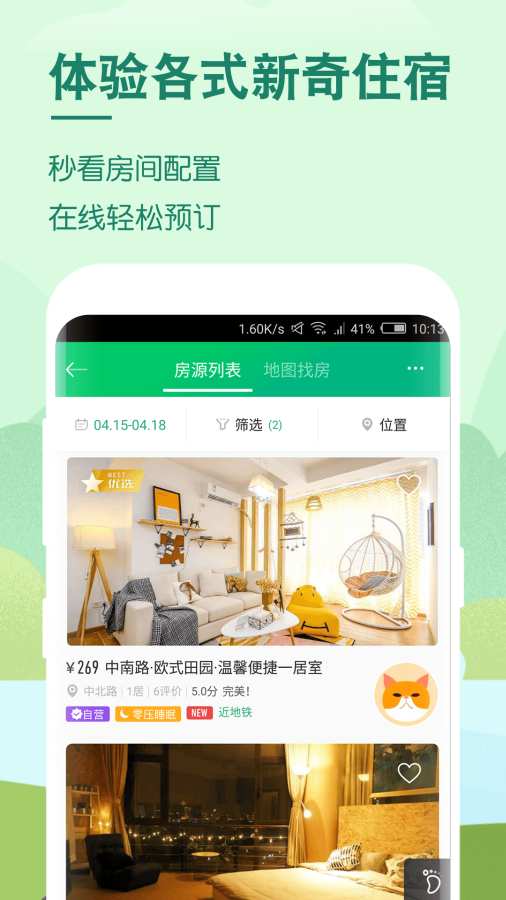 体验各式新奇住宿
秒看房间配置
在线轻松预订
1.60K/s 41% 10:13
房源列表 地图找房 ...
04.15-04.18 筛选 (2) 位置
BEST
优选
¥269 中南路·欧式田园·温馨便捷一居室
中北路 | 1居 | 6评价 | 5.0分 完美!
自营 零压睡眠 NEW 近地铁